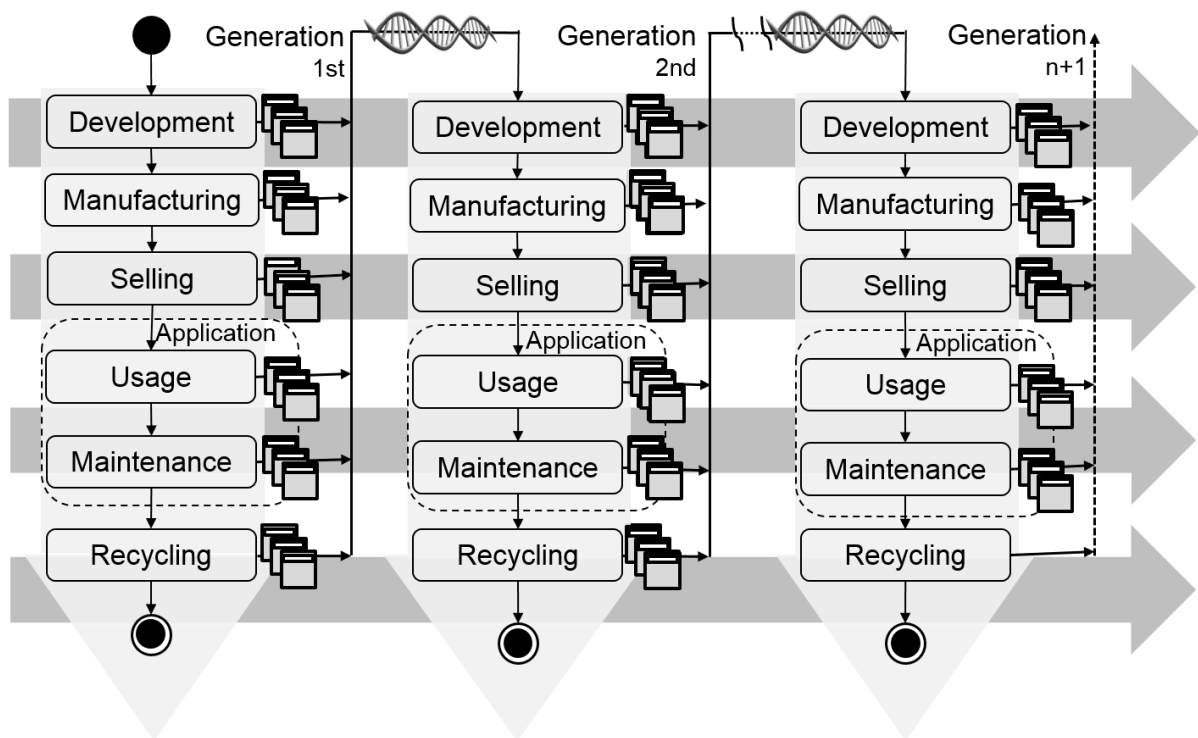 Generation
1st
Development
Manufacturing
Selling
Application
Usage
Maintenance
Recycling
Generation
2nd
Development
Manufacturing
Selling
Application
Usage
Maintenance
Recycling
Generation
n+1
Development
Manufacturing
Selling
Application
Usage
Maintenance
Recycling